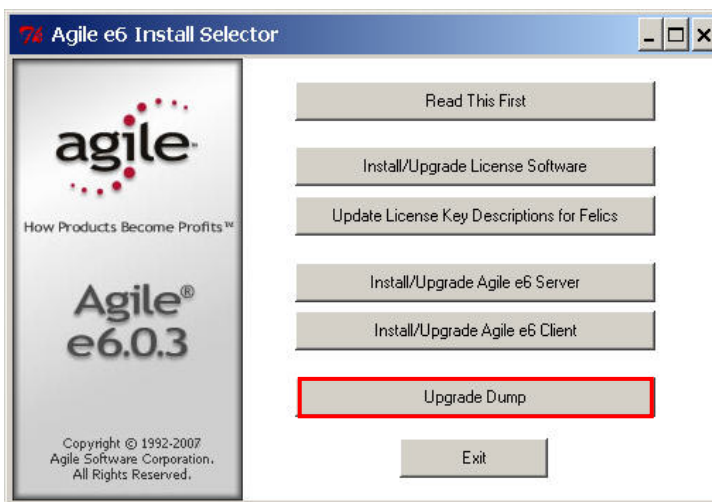 Agile e6 Install Selector
agile™
How Products Become Profits™
Agile®
e6.0.3
Copyright © 1992-2007
Agile Software Corporation.
All Rights Reserved.
Read This First
Install/Upgrade License Software
Update License Key Descriptions for Felics
Install/Upgrade Agile e6 Server
Install/Upgrade Agile e6 Client
Upgrade Dump
Exit